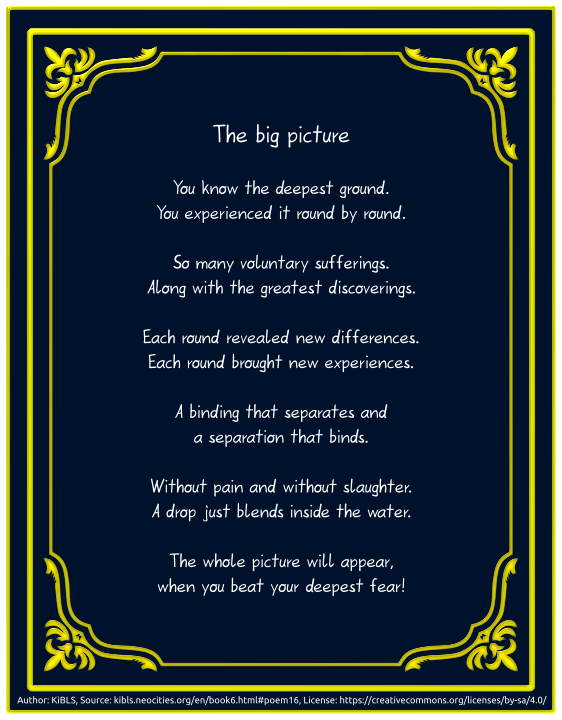 The big picture
You know the deepest ground.
You experienced it round by round.
So many voluntary sufferings.
Along with the greatest discoverings.
Each round revealed new differences.
Each round brought new experiences.
A binding that separates and
a separation that binds.
Without pain and without slaughter.
A drop just blends inside the water.
The whole picture will appear,
when you beat your deepest fear!
Author: KiBLS, Source: kibls.neocities.org/en/book6.html#poem16, License: https://creativecommons.org/licenses/by-sa/4.0/